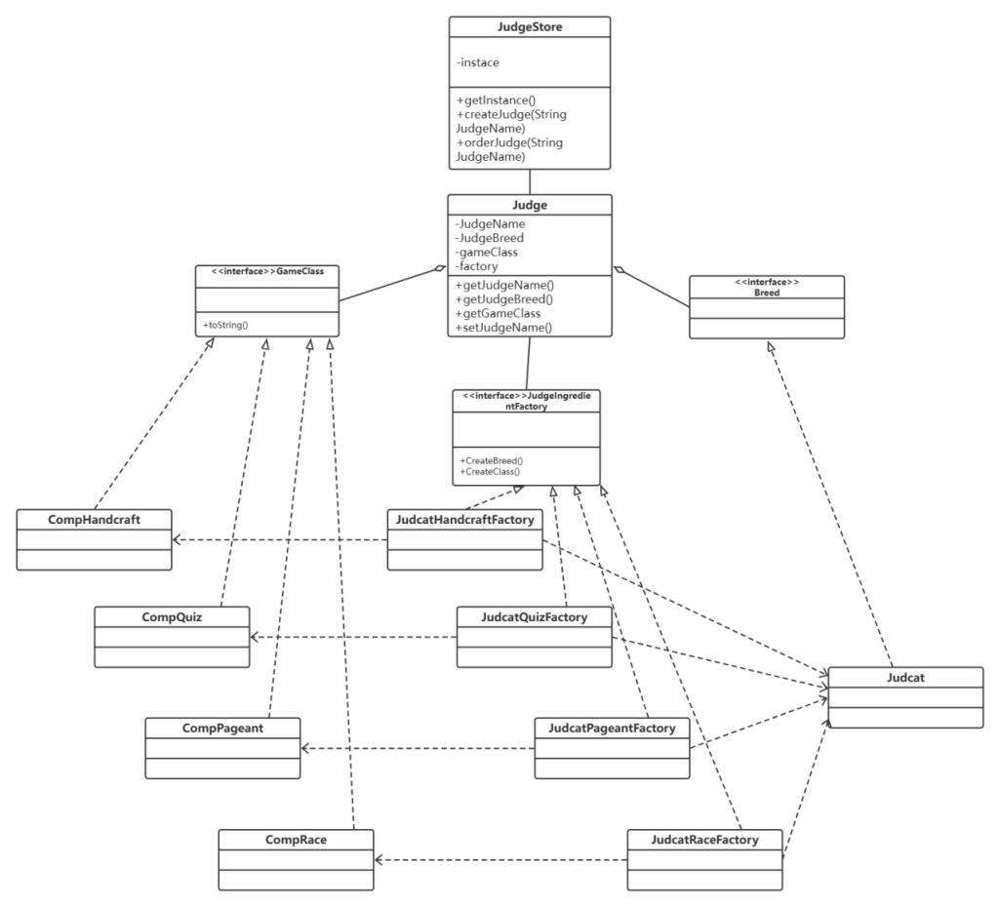 JudgeStore
-instace
+getInstance()
+createJudge(String
JudgeName)
+orderJudge(String
JudgeName)
Judge
-JudgeName
-JudgeBreed
-gameClass
-factory
+getJudgeName()
+getJudgeBreed()
+getGameClass
+setJudgeName()
<<interface>>GameClass
+toString()
<<interface>>
Breed
<<interface>>JudgeIngredie
ntFactory
+CreateBreed()
+CreateClass()
CompHandcraft
JudcatHandcraftFactory
CompQuiz
JudcatQuizFactory
Judcat
CompPageant
JudcatPageantFactory
CompRace
JudcatRaceFactory